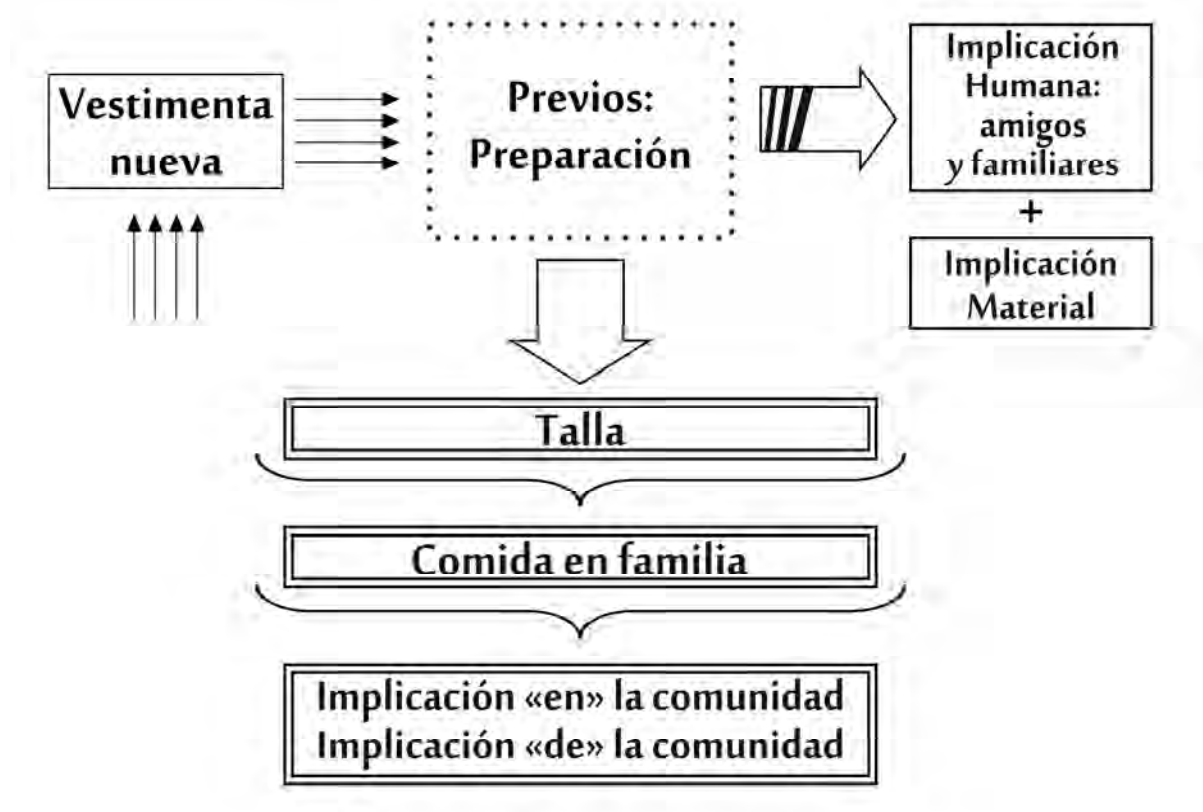 Vestimenta
nueva
Previos:
Preparación
Implicación
Humana:
amigos
y familiares
+
Implicación
Material
Talla
Comida en familia
Implicación «en» la comunidad
Implicación «de» la comunidad